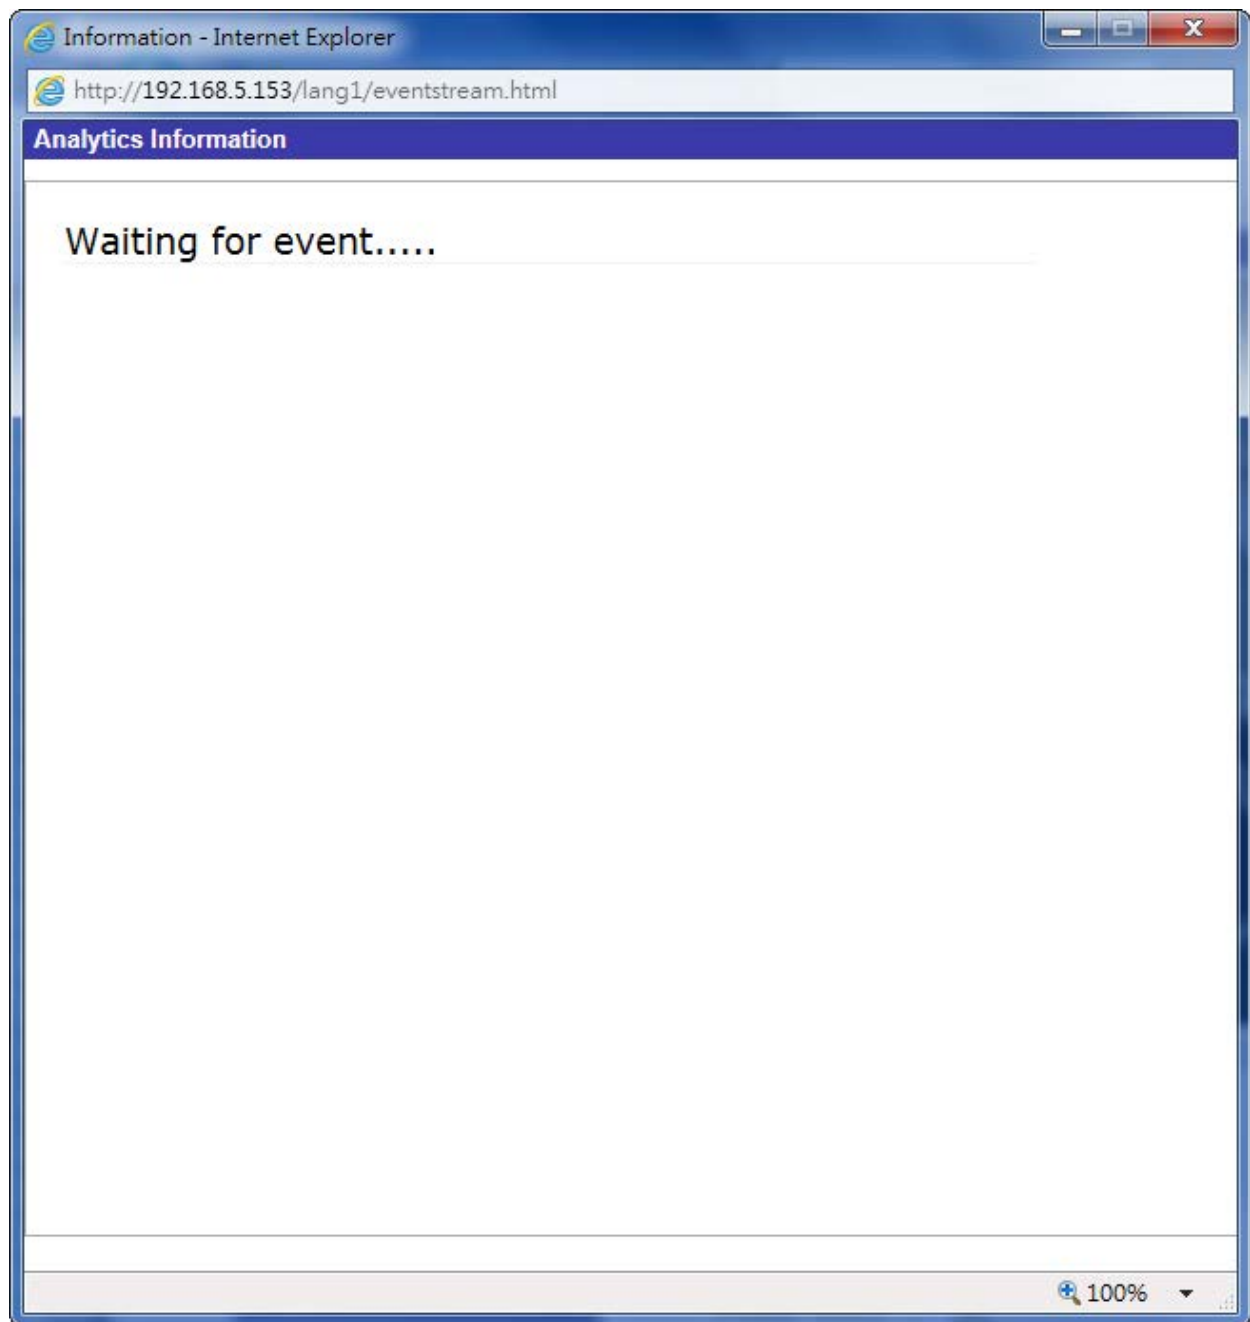 Information - Internet Explorer
http://192.168.5.153/lang1/eventstream.html
Analytics Information
Waiting for event.....
100%